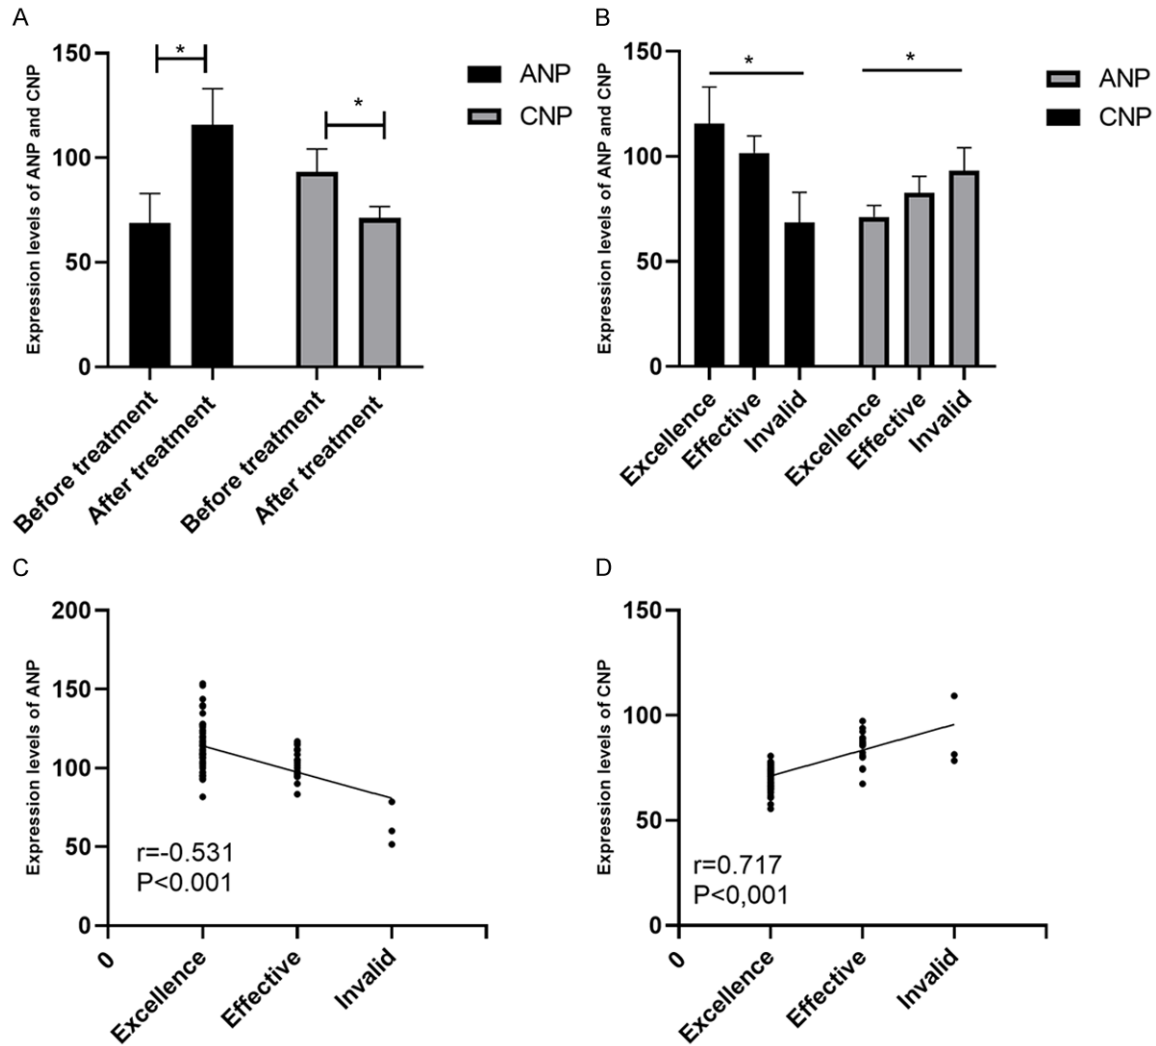 A
Expression levels of ANP and CNP
150
100
50
0
*
*
ANP
CNP
Before treatment
After treatment
Before treatment
After treatment
B
Expression levels of ANP and CNP
150
100
50
0
*
*
ANP
CNP
Excellence
Effective
Invalid
Excellence
Effective
Invalid
C
Expression levels of ANP
200
150
100
50
0
r=-0.531
P<0.001
0
Excellence
Effective
Invalid
D
Expression levels of CNP
150
100
50
0
r=0.717
P<0,001
0
Excellence
Effective
Invalid